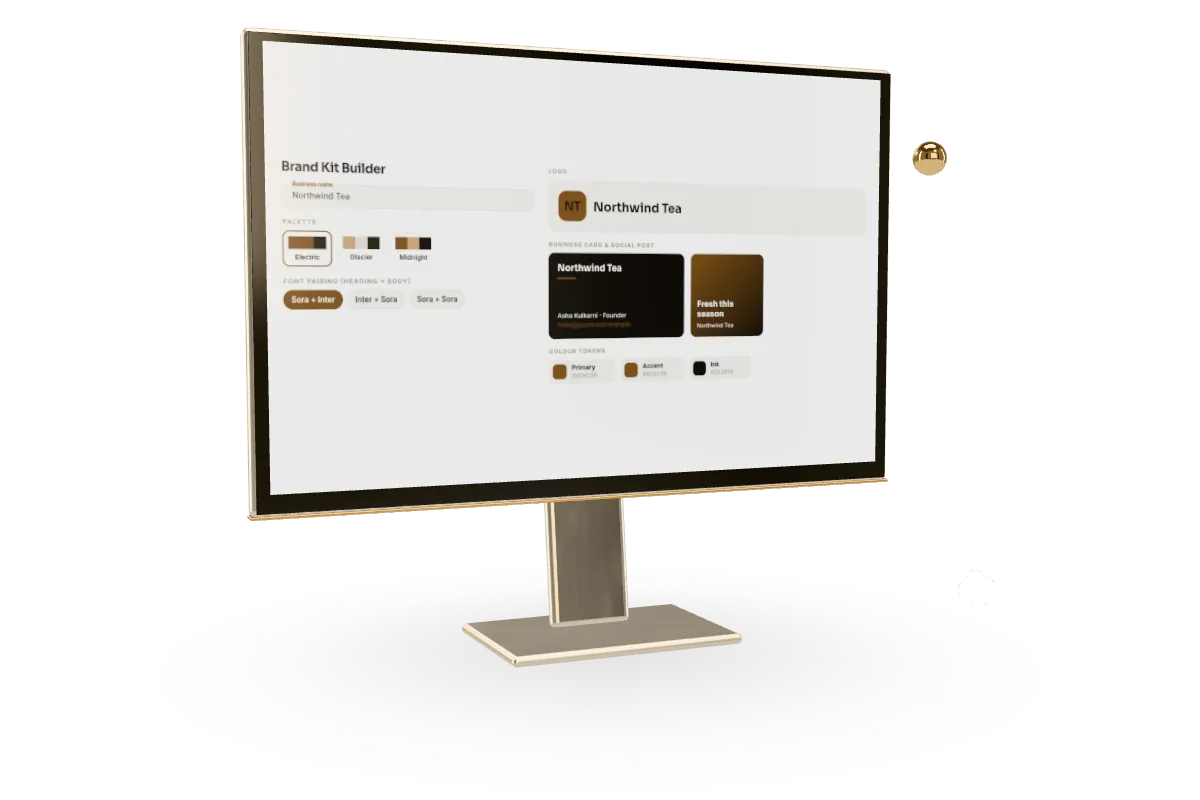 Brand Kit Builder
Business name
Northwind Tea
PALETTE
Electric
Glacier
Midnight
FONT PAIRING (HEADING + BODY)
Sora + Inter
Inter + Sora
Sora + Sora
LOGO
NT
Northwind Tea
BUSINESS CARD & SOCIAL POST
Northwind Tea
Asha Kulkarni · Founder
Fresh this
season
Northwind Tea
COLOUR TOKENS
Primary
Accent
Ink